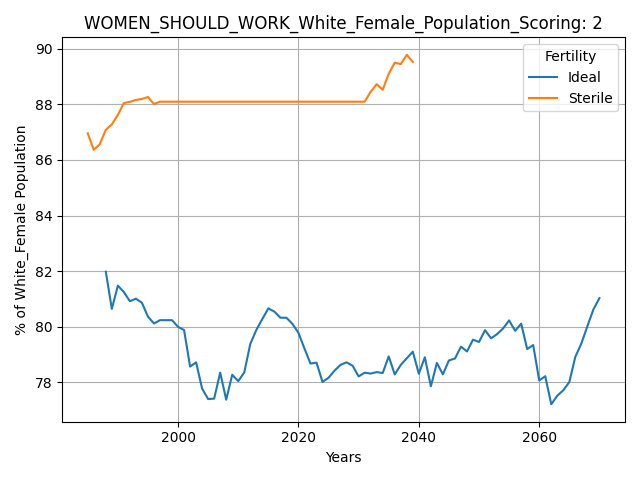 WOMEN_SHOULD_WORK_White_Female_Population_Scoring: 2
Fertility
Ideal
Sterile
% of White_Female Population
90
88
86
84
82
80
78
2000
2020
2040
2060
Years